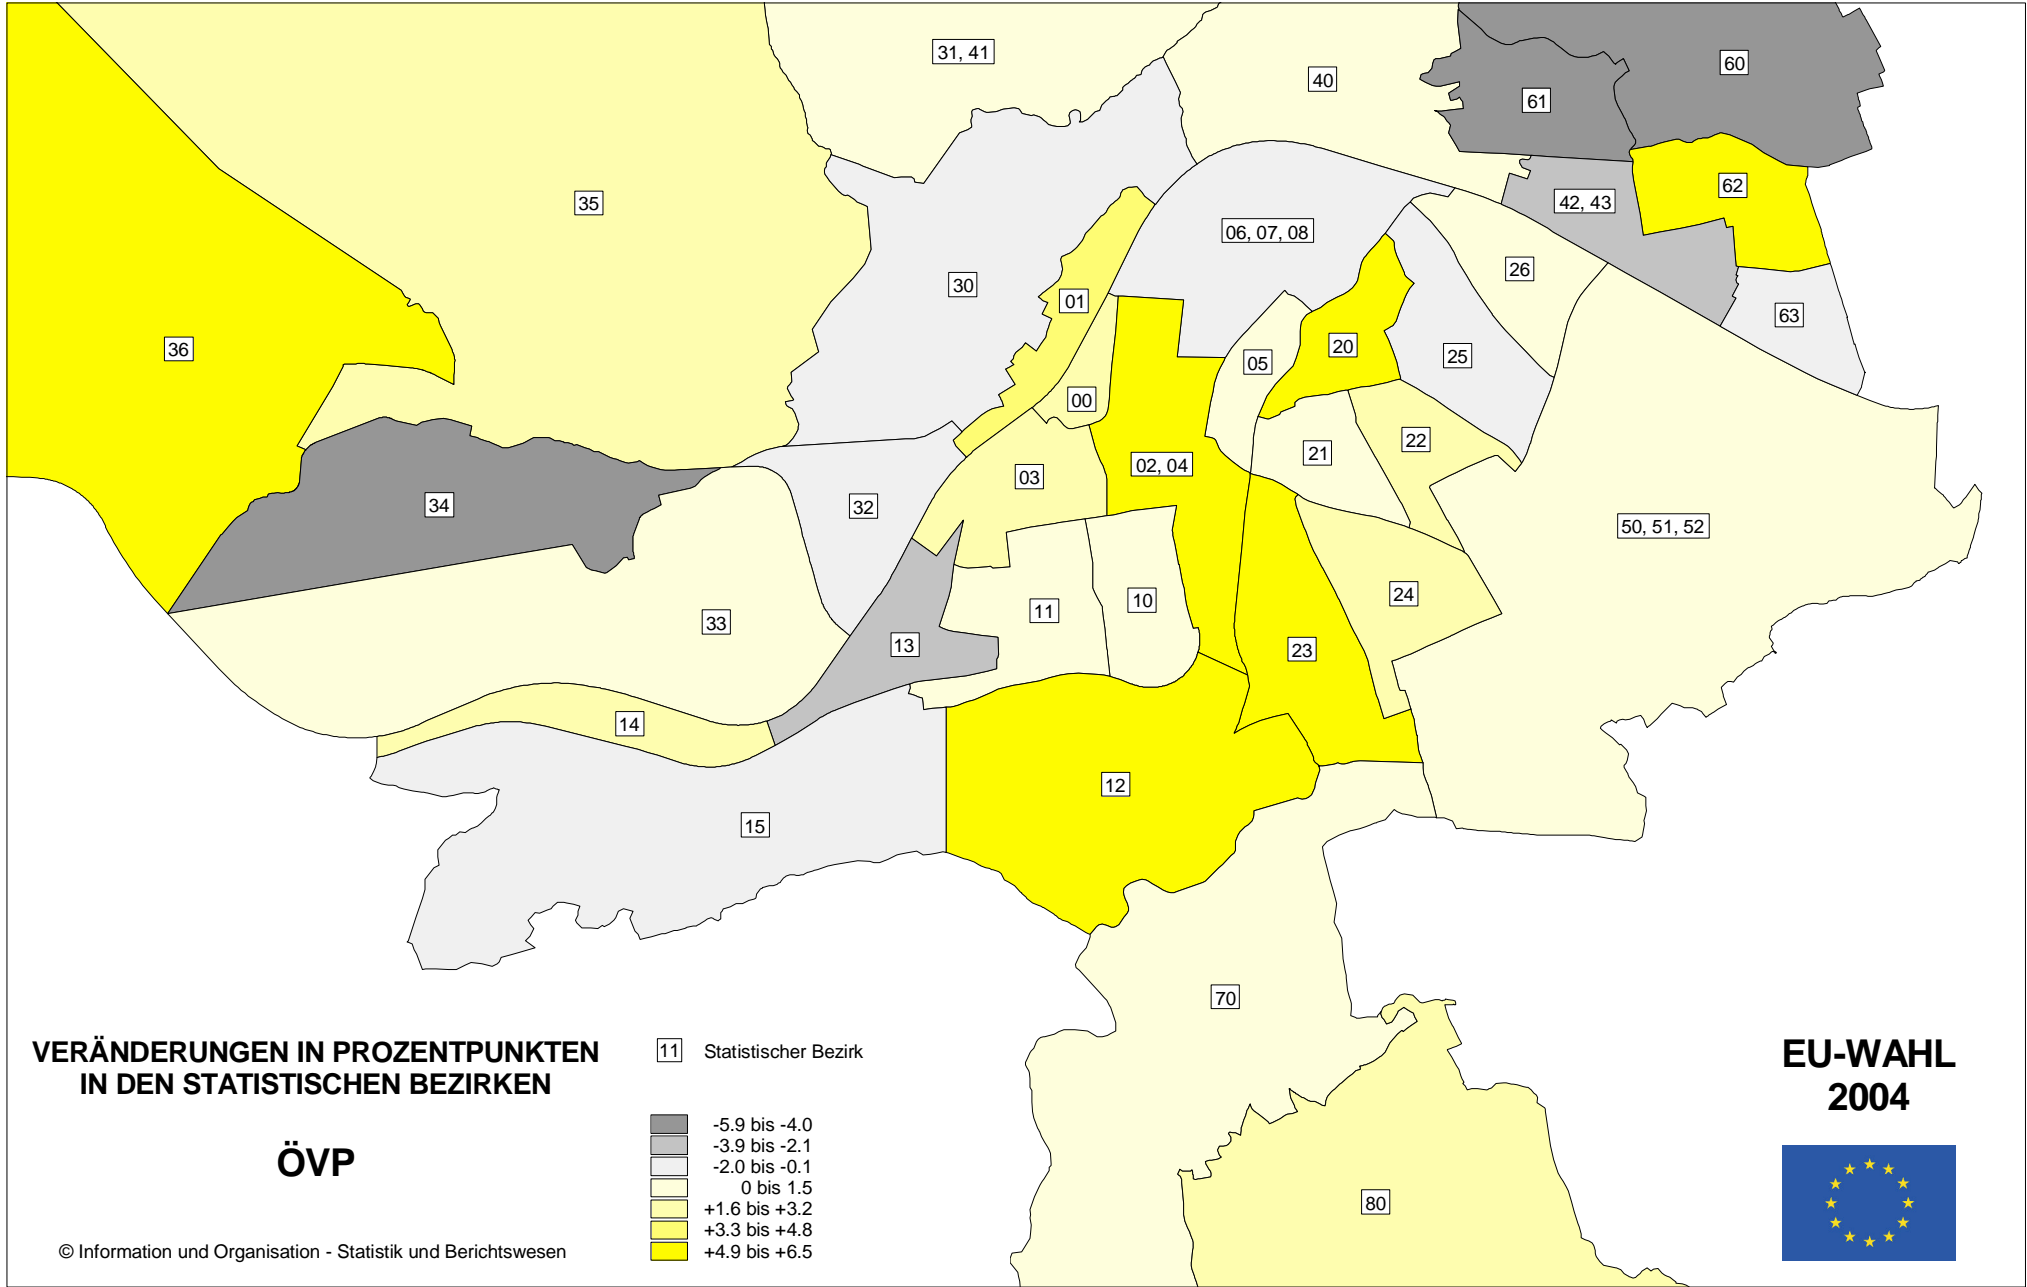 31, 41
40
60
61
62
42, 43
35
06, 07, 08
26
30
01
63
36
20
25
05
00
22
21
02, 04
03
34
32
50, 51, 52
24
10
11
33
13
23
14
12
15
70
80
VERÄNDERUNGEN IN PROZENTPUNKTEN
IN DEN STATISTISCHEN BEZIRKEN
ÖVP
© Information und Organisation - Statistik und Berichtswesen
11 Statistischer Bezirk
-5.9 bis -4.0
-3.9 bis -2.1
-2.0 bis -0.1
0 bis 1.5
+1.6 bis +3.2
+3.3 bis +4.8
+4.9 bis +6.5
EU-WAHL
2004